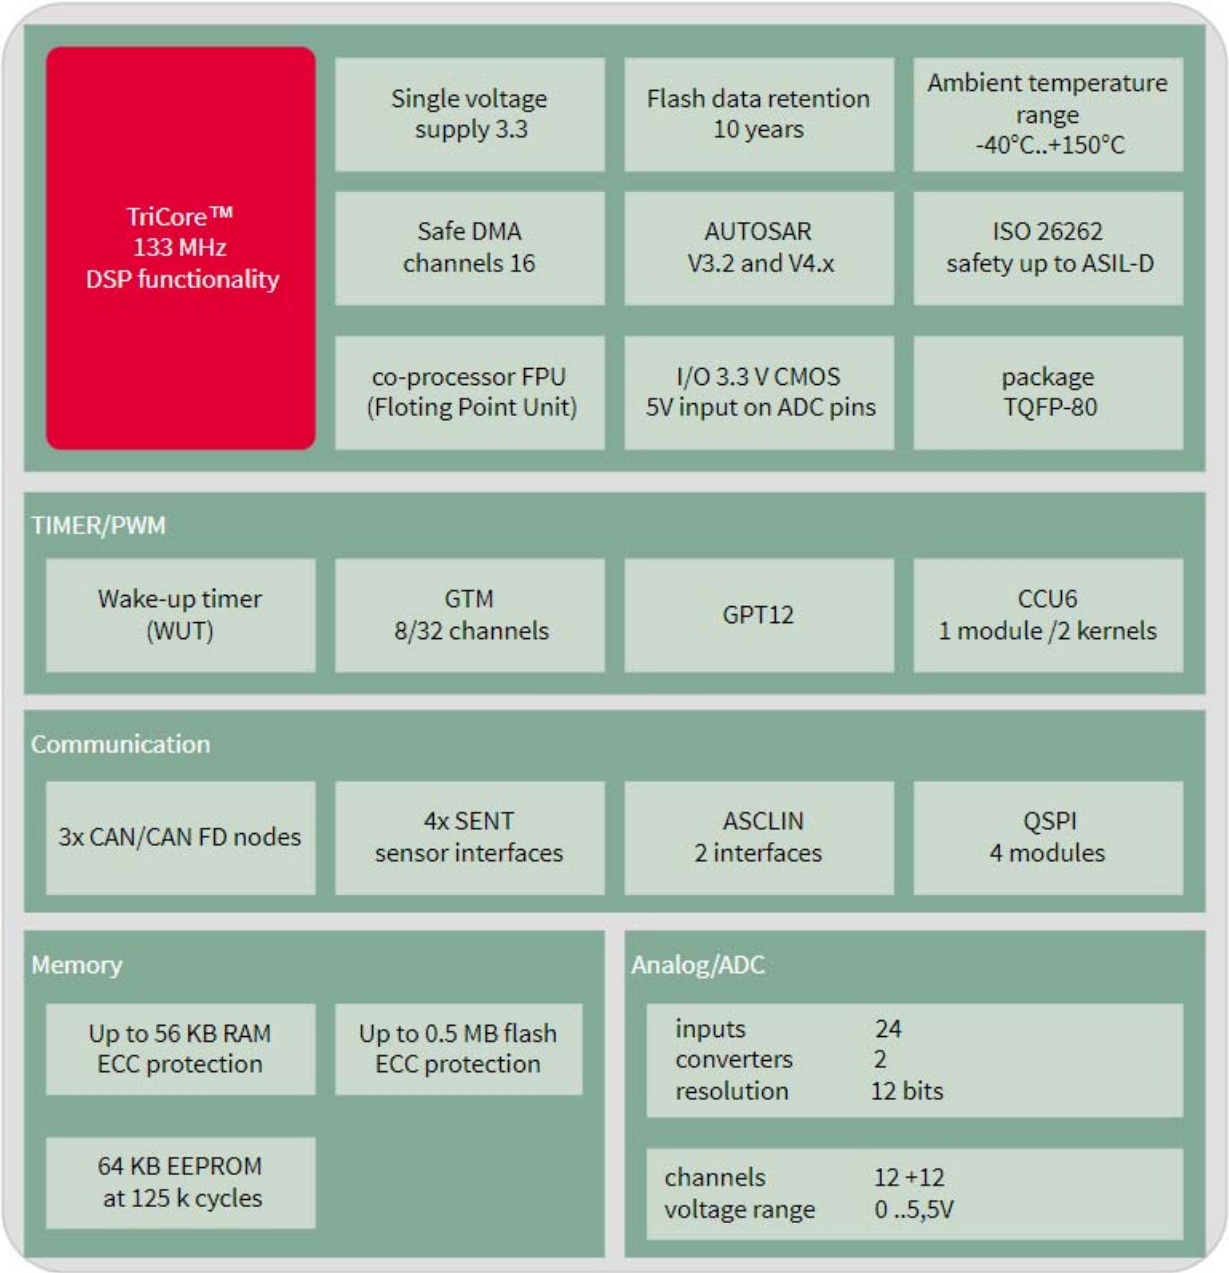 TriCore™
133 MHz
DSP functionality
Single voltage
supply 3.3
Flash data retention
10 years
Ambient temperature
range
-40°C..+150°C
Safe DMA
channels 16
AUTOSAR
V3.2 and V4.x
ISO 26262
safety up to ASIL-D
co-processor FPU
(Floting Point Unit)
I/O 3.3 V CMOS
5V input on ADC pins
package
TQFP-80
TIMER/PWM
Wake-up timer
(WUT)
GTM
8/32 channels
GPT12
CCU6
1 module /2 kernels
Communication
3x CAN/CAN FD nodes
4x SENT
sensor interfaces
ASCLIN
2 interfaces
QSPI
4 modules
Memory
Up to 56 KB RAM
ECC protection
Up to 0.5 MB flash
ECC protection
64 KB EEPROM
at 125 k cycles
Analog/ADC
inputs 24
converters 2
resolution 12 bits
channels 12 +12
voltage range 0 ..5,5V